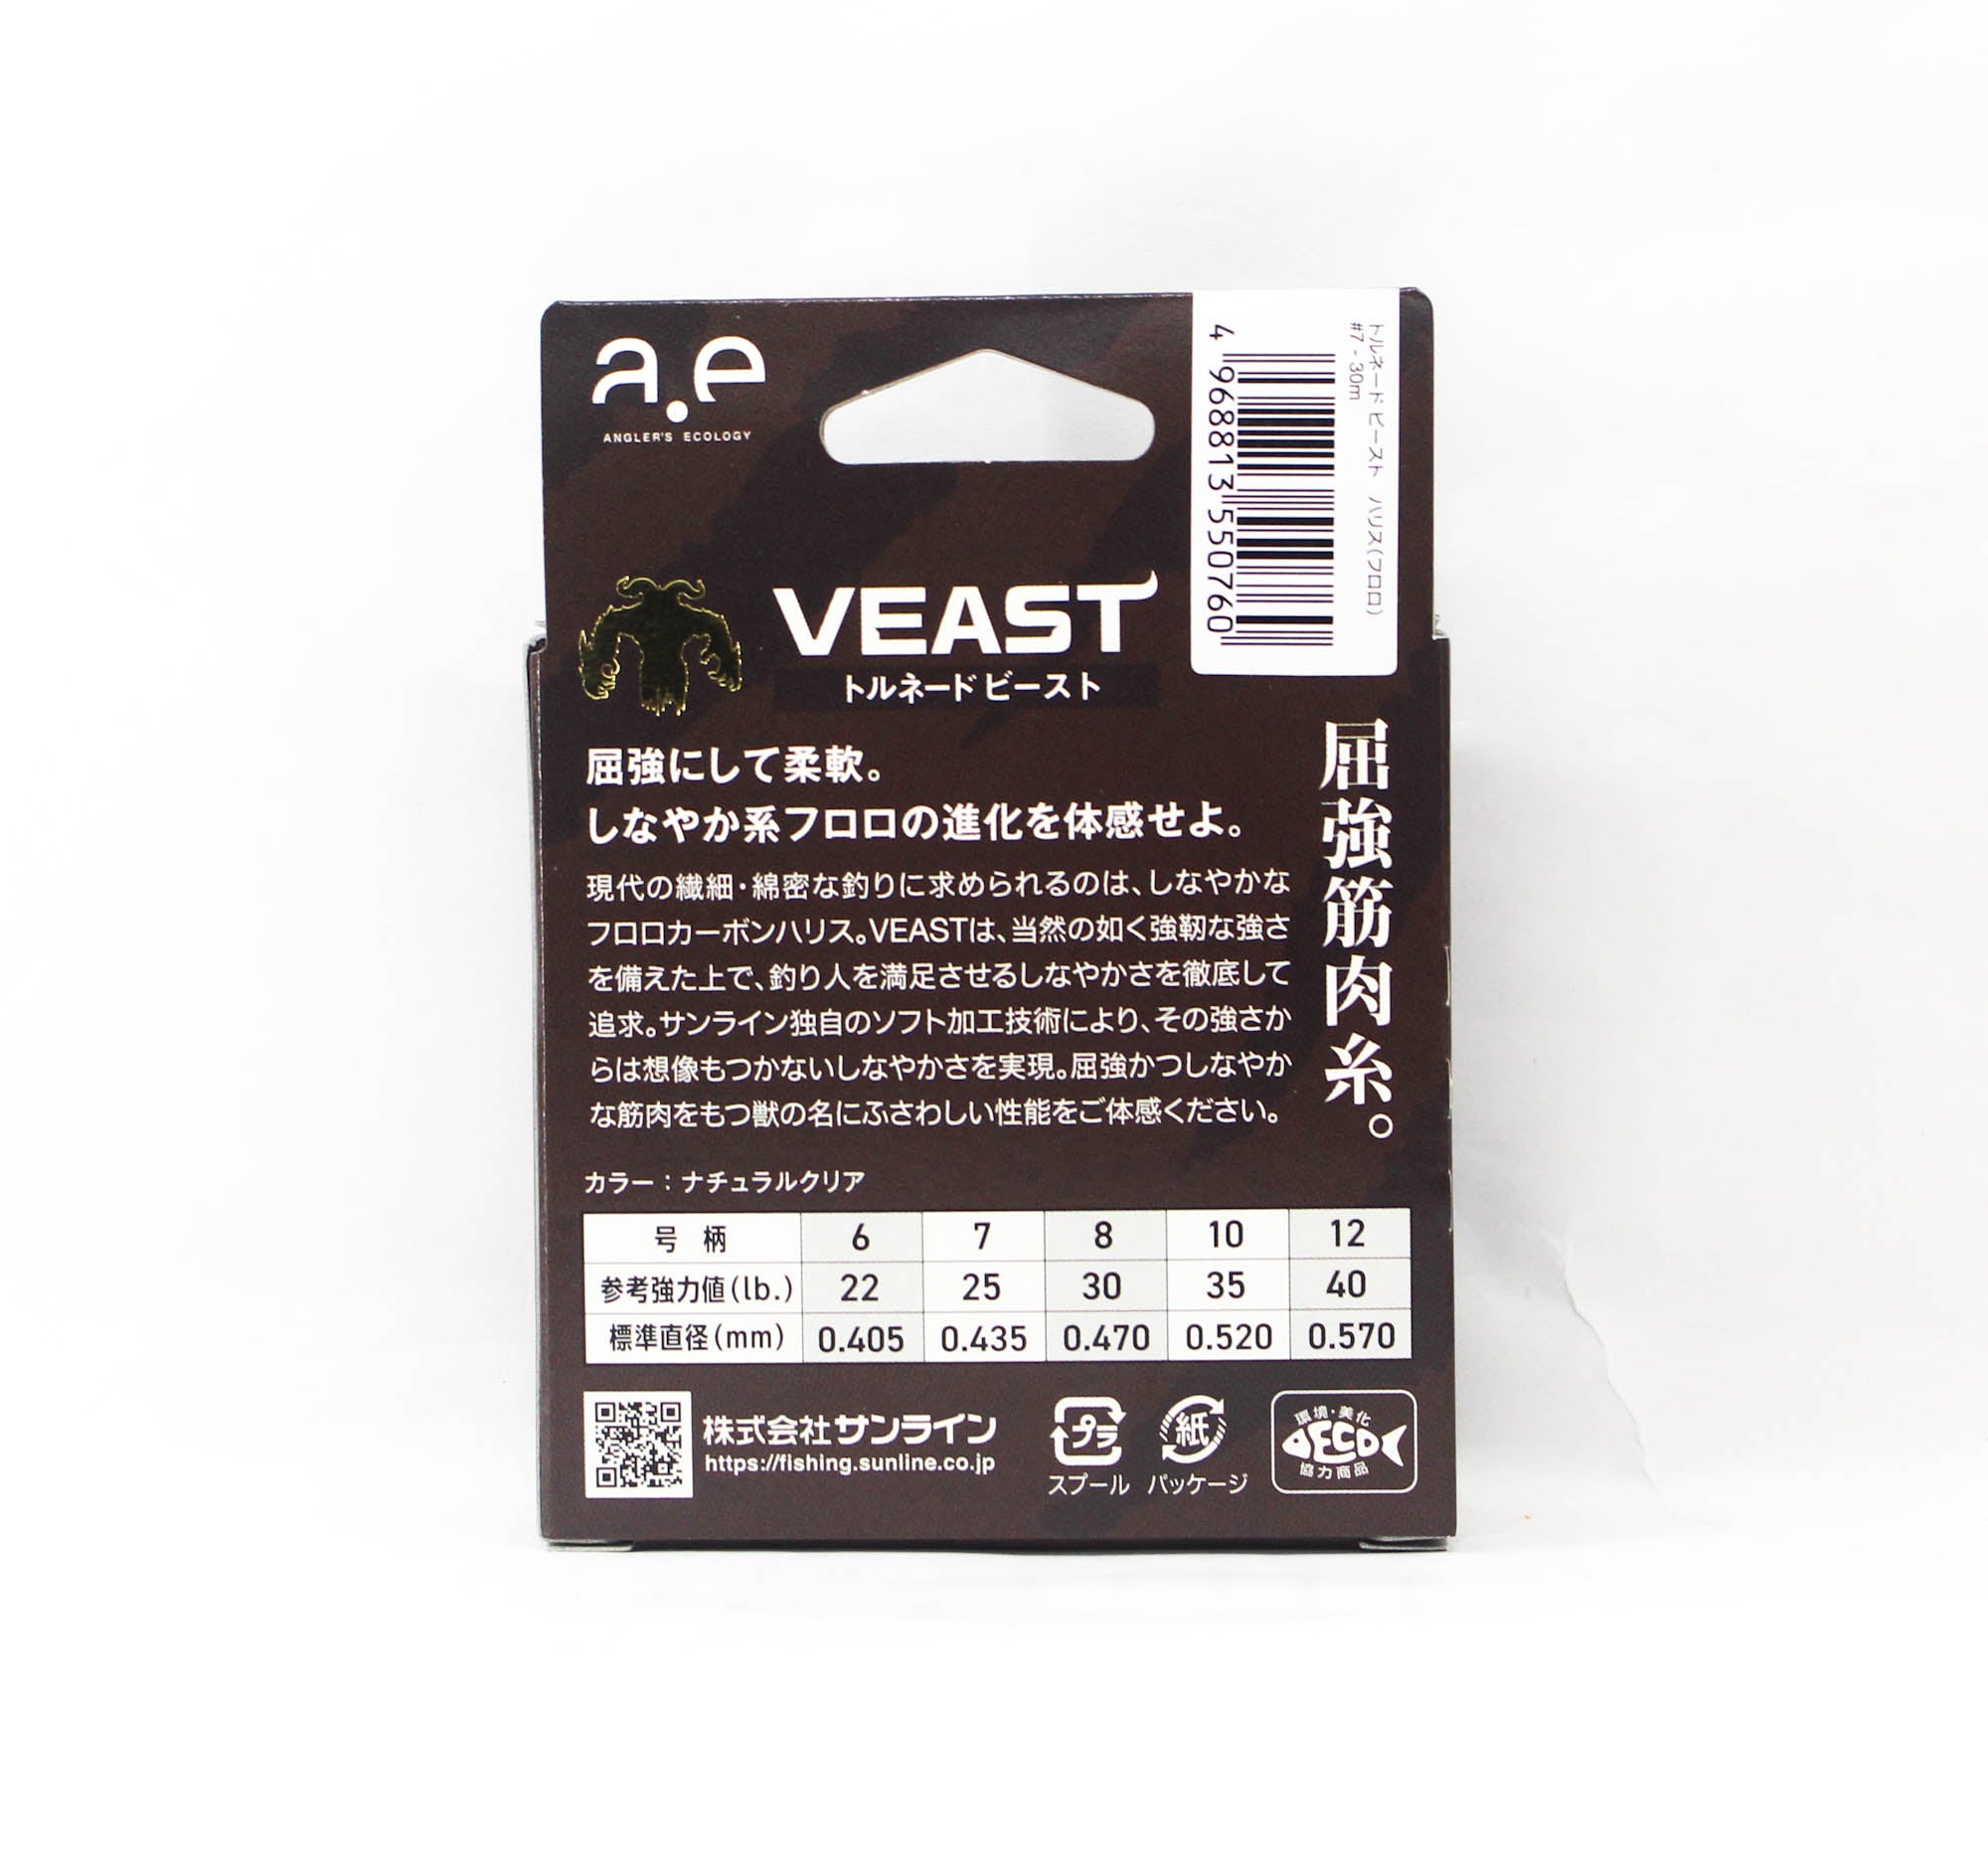 a.e
ANGLER'S ECOLOGY
トルネード ビースト ハリス(フロロ)
#7 - 30m
4 968813 550760
VEAST
トルネード ビースト
屈強筋肉糸。
屈強にして柔軟。
しなやか系フロロの進化を体感せよ。
現代の繊細・綿密な釣りに求められるのは、しなやかな
フロロカーボンハリス。VEASTは、当然の如く強靭な強さ
を備えた上で、釣り人を満足させるしなやかさを徹底して
追求。サンライン独自のソフト加工技術により、その強さか
らは想像もつかないしなやかさを実現。屈強かつしなやか
な筋肉をもつ獣の名にふさわしい性能をご体感ください。
カラー：ナチュラルクリア
号 柄 6 7 8 10 12
参考強力値(lb.) 22 25 30 35 40
標準直径(mm) 0.405 0.435 0.470 0.520 0.570
株式会社サンライン
https://fishing.sunline.co.jp
プラ
スプール
紙
パッケージ
環境・美化
ECO
協力商品